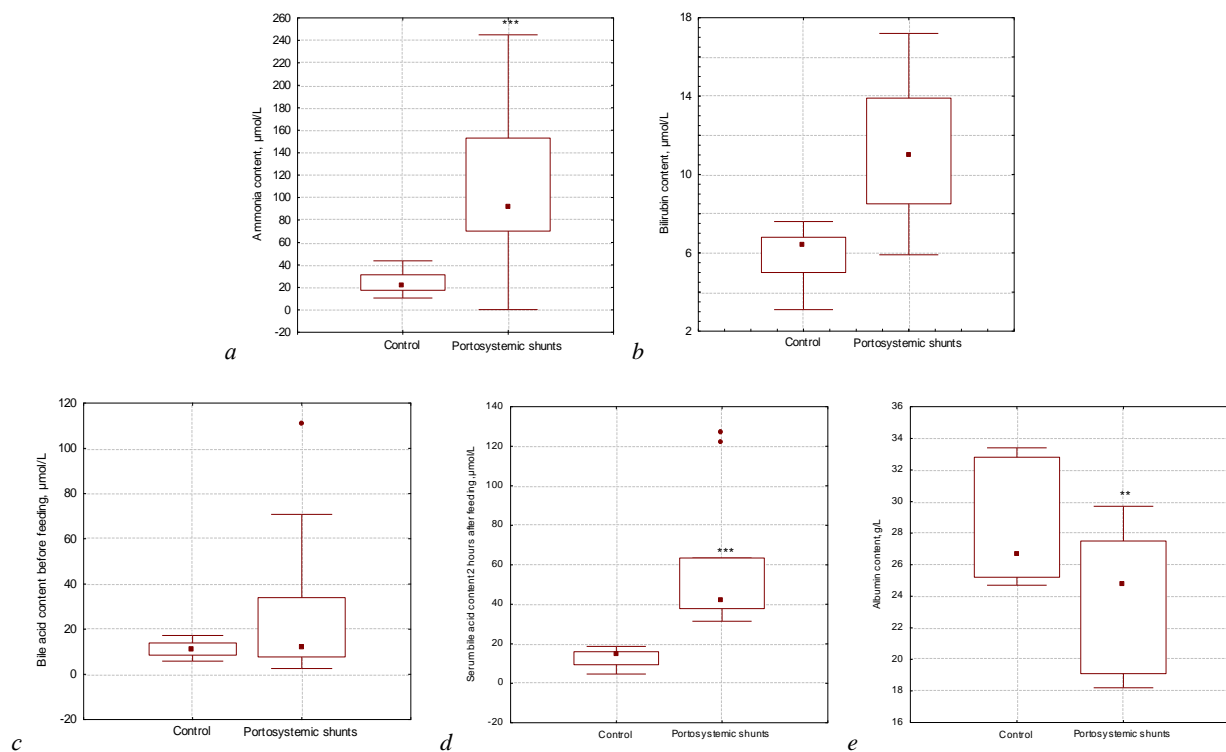 ***
Ammonia content, µmol/L
260
240
220
200
180
160
140
120
100
80
60
40
20
0
-20
Control
Portosystemic shunts
a
Bilirubin content, µmol/L
18
16
14
12
10
8
6
4
2
Control
Portosystemic shunts
b
Bile acid content before feeding, µmol/L
120
100
80
60
40
20
0
-20
Control
Portosystemic shunts
c
Serum bile acid content 2 hours after feeding, µmol/L
140
120
100
80
60
40
20
0
-20
***
Control
Portosystemic shunts
d
Albumin content, g/L
36
34
32
30
28
26
24
22
20
18
16
**
Control
Portosystemic shunts
e